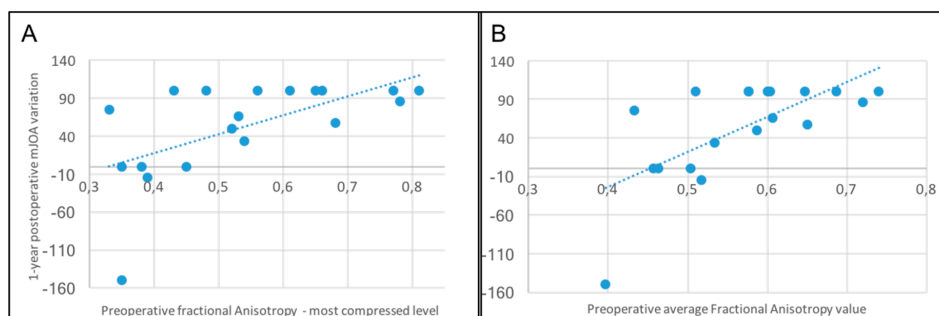 A
1-year postoperative mJOA variation
140
90
40
-10
-60
-110
-160
0,3 0,4 0,5 0,6 0,7 0,8
Preoperative fractional Anisotropy - most compressed level
B
140
90
40
-10
-60
-110
-160
0,3 0,4 0,5 0,6 0,7 0,8
Preoperative average Fractional Anisotropy value